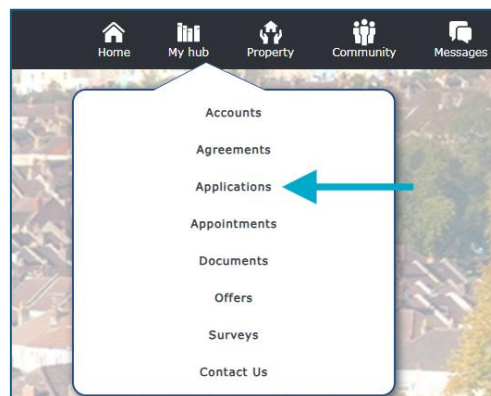 Home My hub Property Community Messages
Accounts
Agreements
Applications
Appointments
Documents
Offers
Surveys
Contact Us